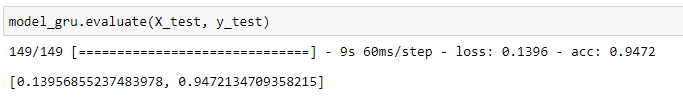 model_gru.evaluate(X_test, y_test)
149/149 [==============================] - 9s 60ms/step - loss: 0.1396 - acc: 0.9472
[0.13956855237483978, 0.9472134709358215]